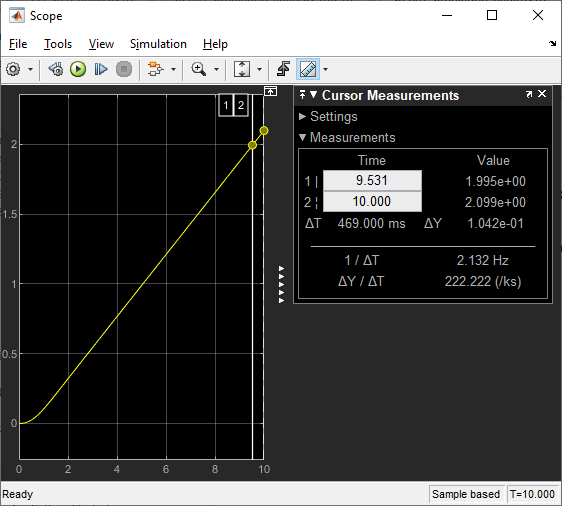 Scope
File Tools View Simulation Help
1 2
2
1.5
1
0.5
0
0 2 4 6 8 10
Cursor Measurements
Settings
Measurements
Time Value
1 | 9.531 1.995e+00
2 ¦ 10.000 2.099e+00
ΔT 469.000 ms ΔY 1.042e-01
1 / ΔT 2.132 Hz
ΔY / ΔT 222.222 (/ks)
Ready Sample based T=10.000